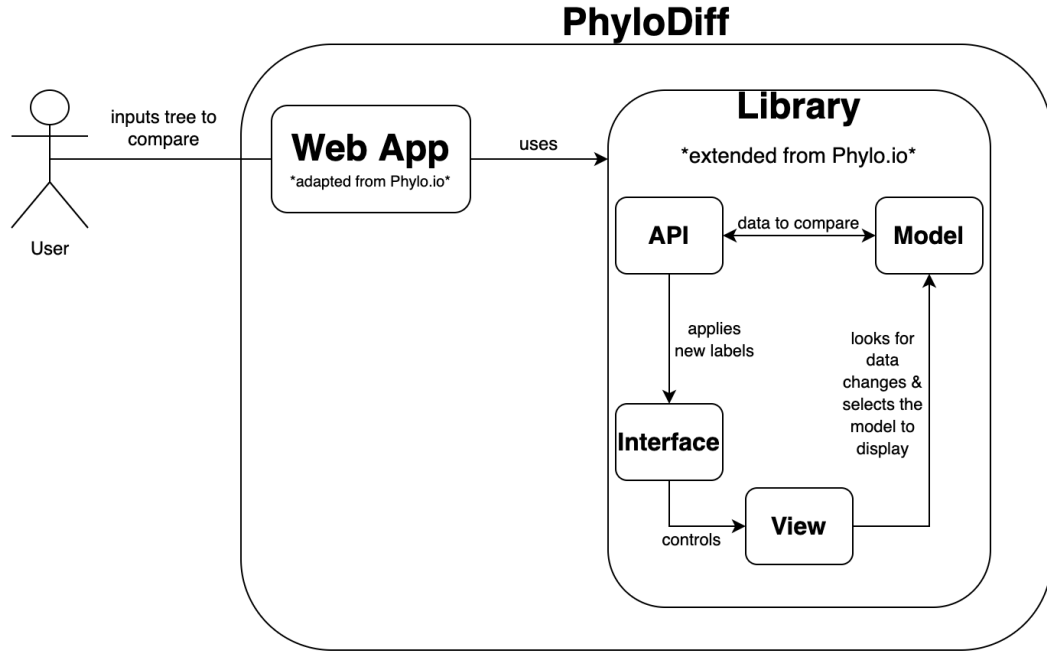 PhyloDiff
inputs tree to
compare
User
Web App
*adapted from Phylo.io*
uses
Library
*extended from Phylo.io*
API
data to compare
Model
applies
new labels
looks for
data
changes &
selects the
model to
display
Interface
controls
View